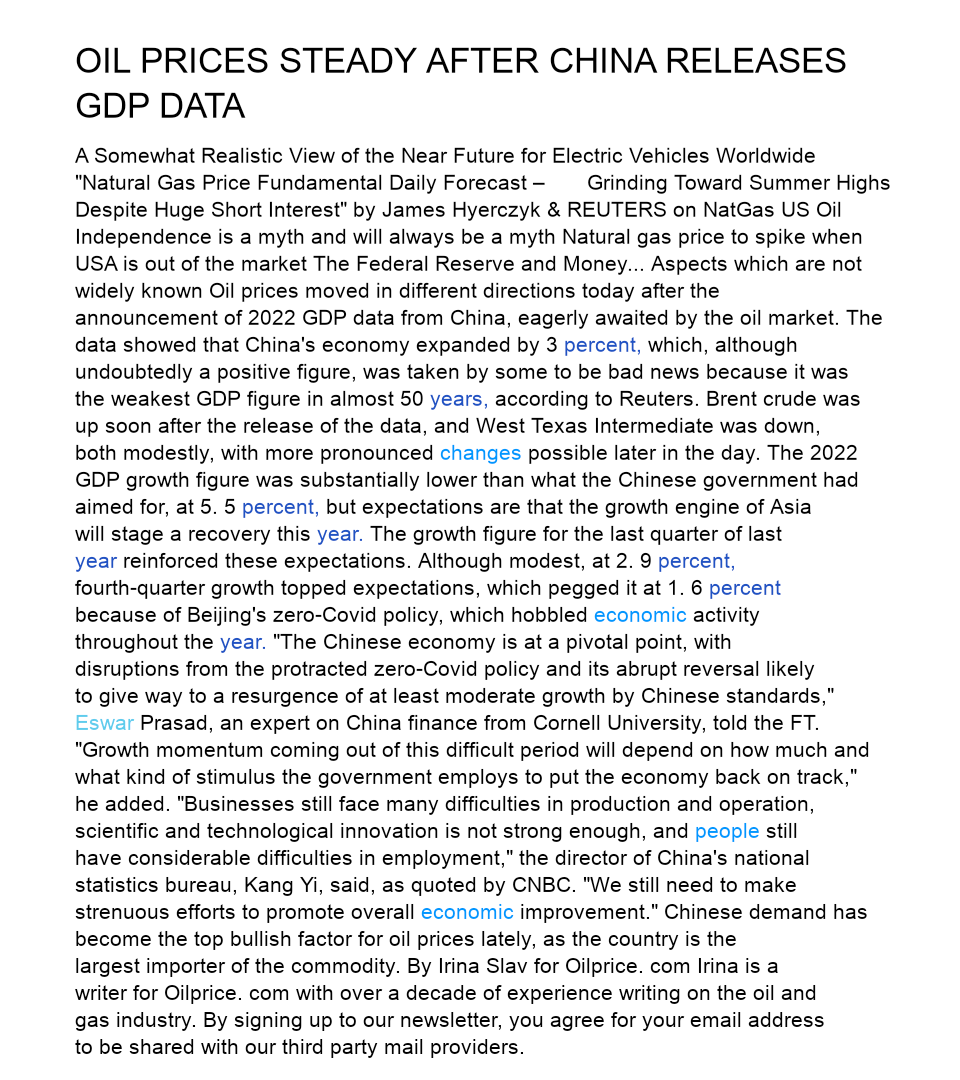 OIL PRICES STEADY AFTER CHINA RELEASES
GDP DATA
A Somewhat Realistic View of the Near Future for Electric Vehicles Worldwide
"Natural Gas Price Fundamental Daily Forecast – Grinding Toward Summer Highs
Despite Huge Short Interest" by James Hyerczyk & REUTERS on NatGas US Oil
Independence is a myth and will always be a myth Natural gas price to spike when
USA is out of the market The Federal Reserve and Money... Aspects which are not
widely known Oil prices moved in different directions today after the
announcement of 2022 GDP data from China, eagerly awaited by the oil market. The
data showed that China's economy expanded by 3 percent, which, although
undoubtedly a positive figure, was taken by some to be bad news because it was
the weakest GDP figure in almost 50 years, according to Reuters. Brent crude was
up soon after the release of the data, and West Texas Intermediate was down,
both modestly, with more pronounced changes possible later in the day. The 2022
GDP growth figure was substantially lower than what the Chinese government had
aimed for, at 5. 5 percent, but expectations are that the growth engine of Asia
will stage a recovery this year. The growth figure for the last quarter of last
year reinforced these expectations. Although modest, at 2. 9 percent,
fourth-quarter growth topped expectations, which pegged it at 1. 6 percent
because of Beijing's zero-Covid policy, which hobbled economic activity
throughout the year. "The Chinese economy is at a pivotal point, with
disruptions from the protracted zero-Covid policy and its abrupt reversal likely
to give way to a resurgence of at least moderate growth by Chinese standards,"
Eswar Prasad, an expert on China finance from Cornell University, told the FT.
"Growth momentum coming out of this difficult period will depend on how much and
what kind of stimulus the government employs to put the economy back on track,"
he added. "Businesses still face many difficulties in production and operation,
scientific and technological innovation is not strong enough, and people still
have considerable difficulties in employment," the director of China's national
statistics bureau, Kang Yi, said, as quoted by CNBC. "We still need to make
strenuous efforts to promote overall economic improvement." Chinese demand has
become the top bullish factor for oil prices lately, as the country is the
largest importer of the commodity. By Irina Slav for Oilprice. com Irina is a
writer for Oilprice. com with over a decade of experience writing on the oil and
gas industry. By signing up to our newsletter, you agree for your email address
to be shared with our third party mail providers.